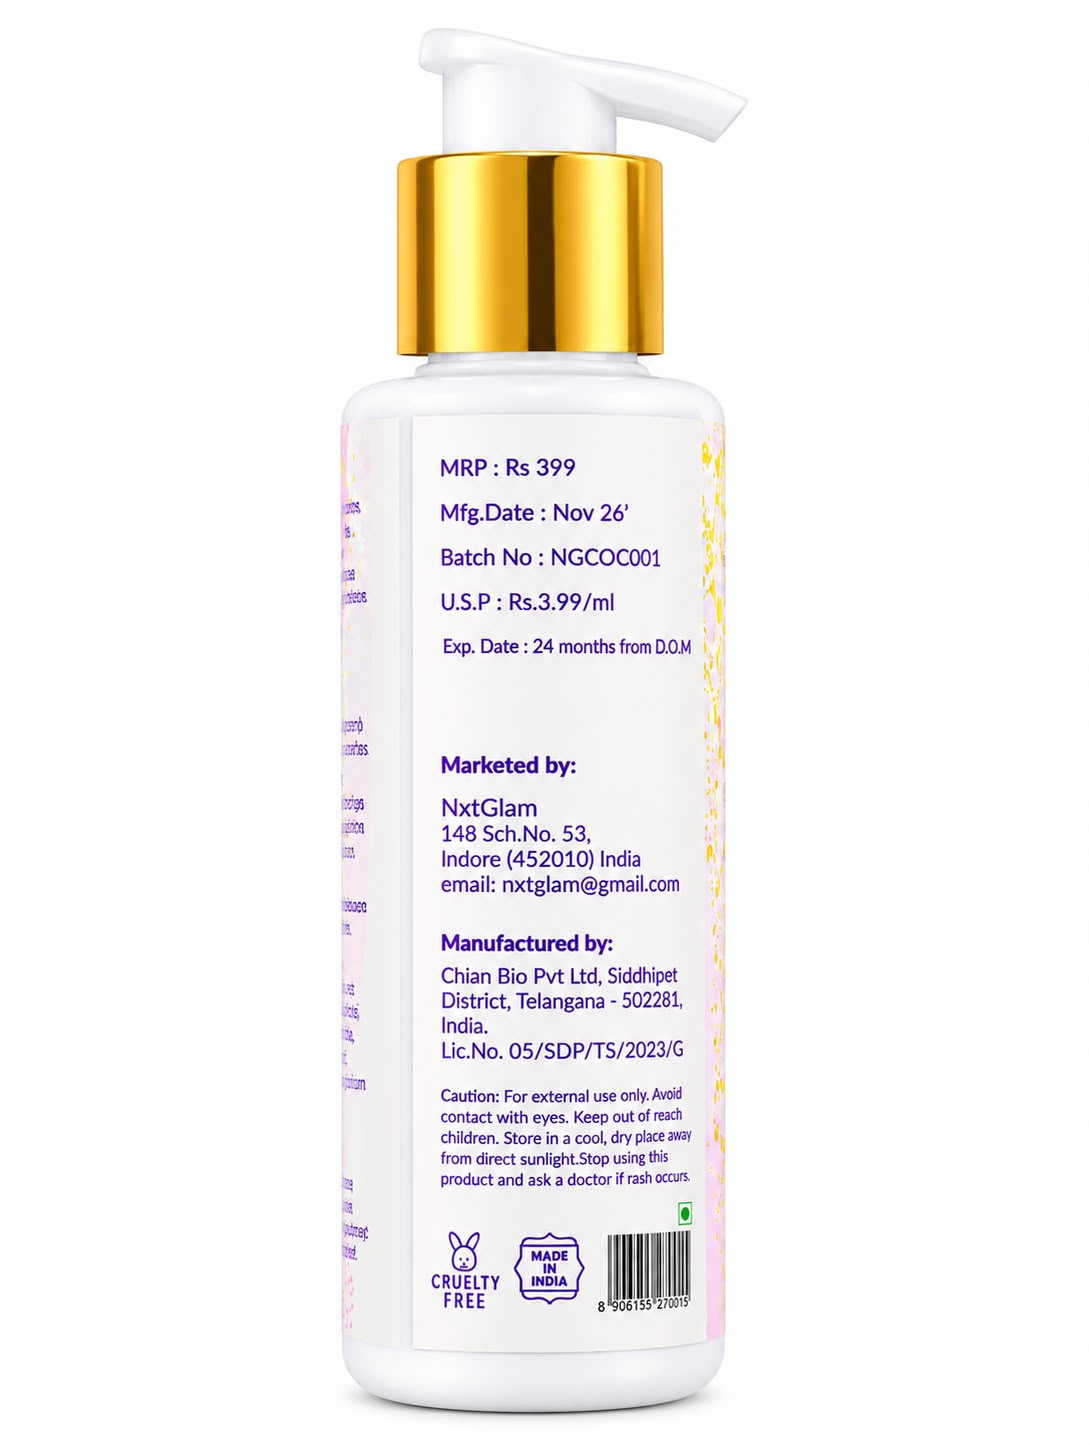 MRP : Rs 399
Mfg.Date : Nov 26’
Batch No : NGCOC001
U.S.P : Rs.3.99/ml
Exp. Date : 24 months from D.O.M
Marketed by:
NxtGlam
148 Sch.No. 53,
Indore (452010) India
email: nxtglam@gmail.com
Manufactured by:
Chian Bio Pvt Ltd, Siddhipet
District, Telangana - 502281,
India.
Lic.No. 05/SDP/TS/2023/G
Caution: For external use only. Avoid
contact with eyes. Keep out of reach
children. Store in a cool, dry place away
from direct sunlight.Stop using this
product and ask a doctor if rash occurs.
CRUELTY
FREE
MADE
IN
INDIA
8 906155 270015